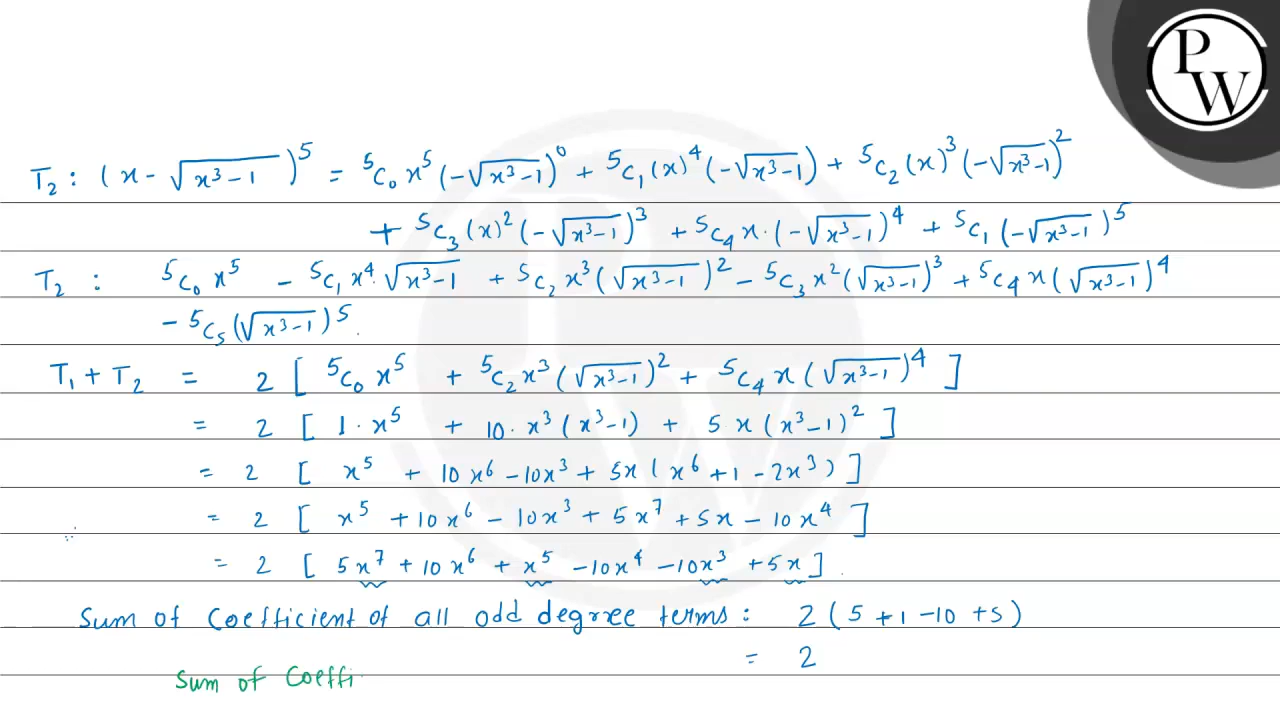 PW
T₂ : (x - √(x³-1))⁵ = ⁵C₀ x⁵ (-√(x³-1))⁰ + ⁵C₁ (x)⁴ (-√(x³-1)) + ⁵C₂ (x)³ (-√(x³-1))²
+ ⁵C₃ (x)² (-√(x³-1))³ + ⁵C₄ x · (-√(x³-1))⁴ + ⁵C₁ (-√(x³-1))⁵
T₂ : ⁵C₀ x⁵ - ⁵C₁ x⁴ · √(x³-1) + ⁵C₂ x³ (√(x³-1))² - ⁵C₃ x² (√(x³-1))³ + ⁵C₄ x (√(x³-1))⁴
- ⁵C₅ (√(x³-1))⁵.
T₁ + T₂ = 2 [ ⁵C₀ x⁵ + ⁵C₂ x³ (√(x³-1))² + ⁵C₄ x (√(x³-1))⁴ ]
= 2 [ 1 · x⁵ + 10 · x³ (x³-1) + 5 x (x³-1)² ]
= 2 [ x⁵ + 10x⁶ - 10x³ + 5x (x⁶ + 1 - 2x³) ]
= 2 [ x⁵ + 10x⁶ - 10x³ + 5x⁷ + 5x - 10x⁴ ]
= 2 [ 5x⁷ + 10x⁶ + x⁵ - 10x⁴ - 10x³ + 5x ].
Sum of Coefficient of all odd degree terms : 2 ( 5 + 1 - 10 + 5 )
= 2
Sum of Coeffi